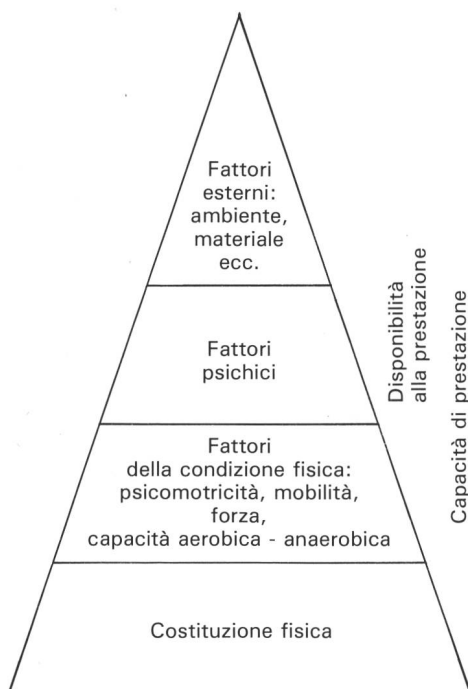 Fattori
esterni:
ambiente,
materiale
ecc.
Fattori
psichici
Fattori
della condizione fisica:
psicomotricità, mobilità,
forza,
capacità aerobica - anaerobica
Costituzione fisica
Disponibilità
alla prestazione
Capacità di prestazione